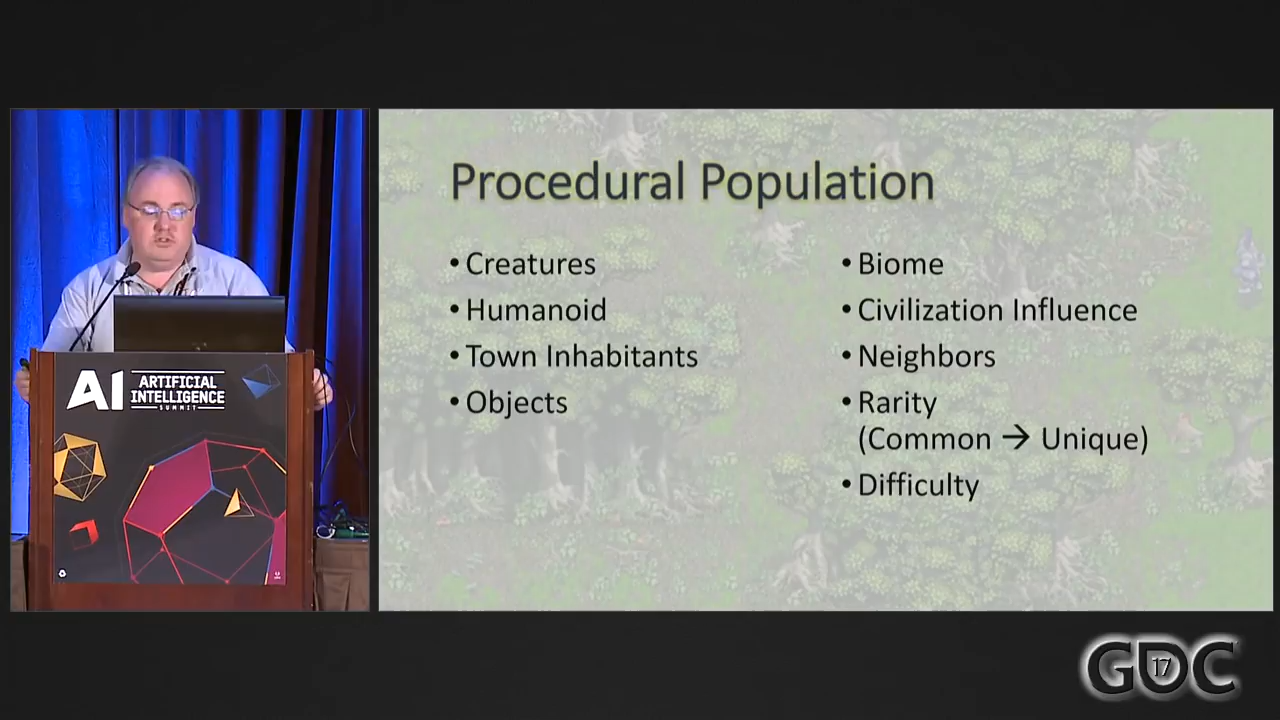 AI ARTIFICIAL
INTELLIGENCE
SUMMIT
Procedural Population
• Creatures
• Humanoid
• Town Inhabitants
• Objects
• Biome
• Civilization Influence
• Neighbors
• Rarity
(Common → Unique)
• Difficulty
GDC
17